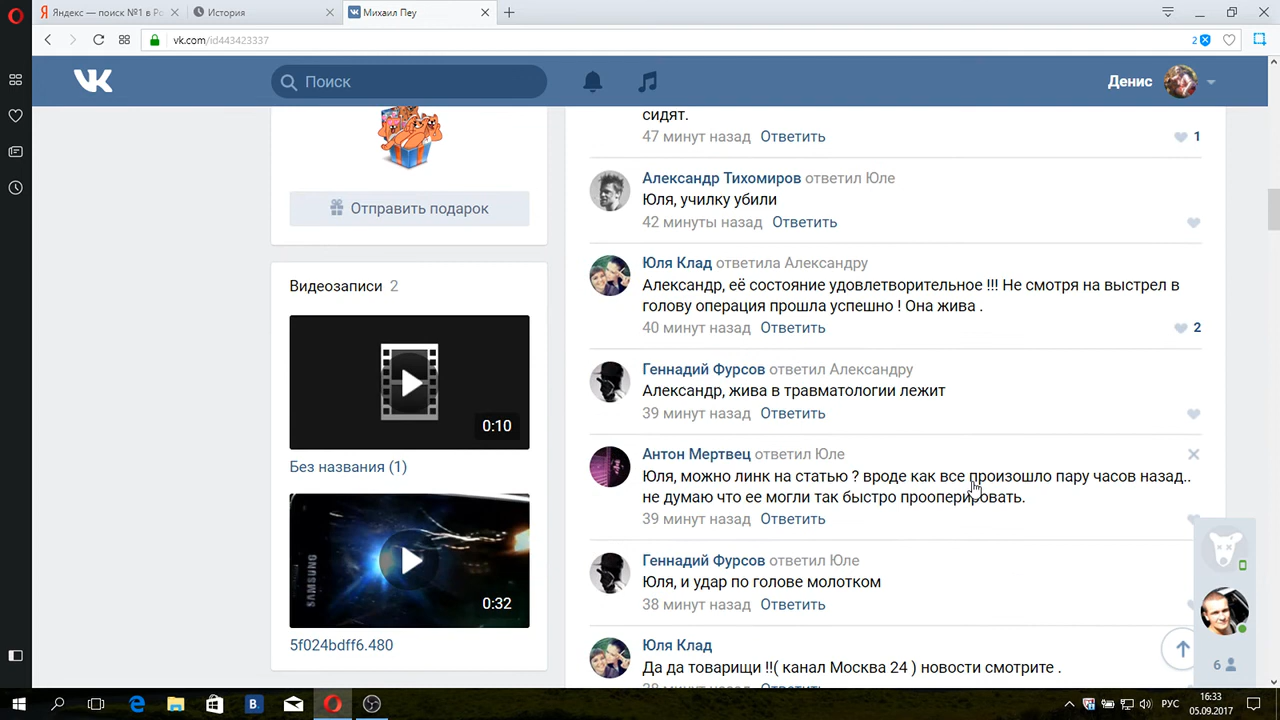 Яндекс — поиск №1 в Ро
История
Михаил Пеу
vk.com/id443423337
2
Поиск
Денис
сидят.
47 минут назад Ответить
1
Александр Тихомиров ответил Юле
Юля, училку убили
42 минуты назад Ответить
Отправить подарок
Юля Клад ответила Александру
Александр, её состояние удовлетворительное !!! Не смотря на выстрел в
голову операция прошла успешно ! Она жива .
40 минут назад Ответить
2
Видеозаписи 2
0:10
Без названия (1)
Геннадий Фурсов ответил Александру
Александр, жива в травматологии лежит
39 минут назад Ответить
Антон Мертвец ответил Юле
Юля, можно линк на статью ? вроде как все произошло пару часов назад..
не думаю что ее могли так быстро прооперировать.
39 минут назад Ответить
SAMSUNG
0:32
5f024bdff6.480
Геннадий Фурсов ответил Юле
Юля, и удар по голове молотком
38 минут назад Ответить
Юля Клад
Да да товарищи !!( канал Москва 24 ) новости смотрите .
38 минут назад Ответить
6
B
РУС
16:33
05.09.2017